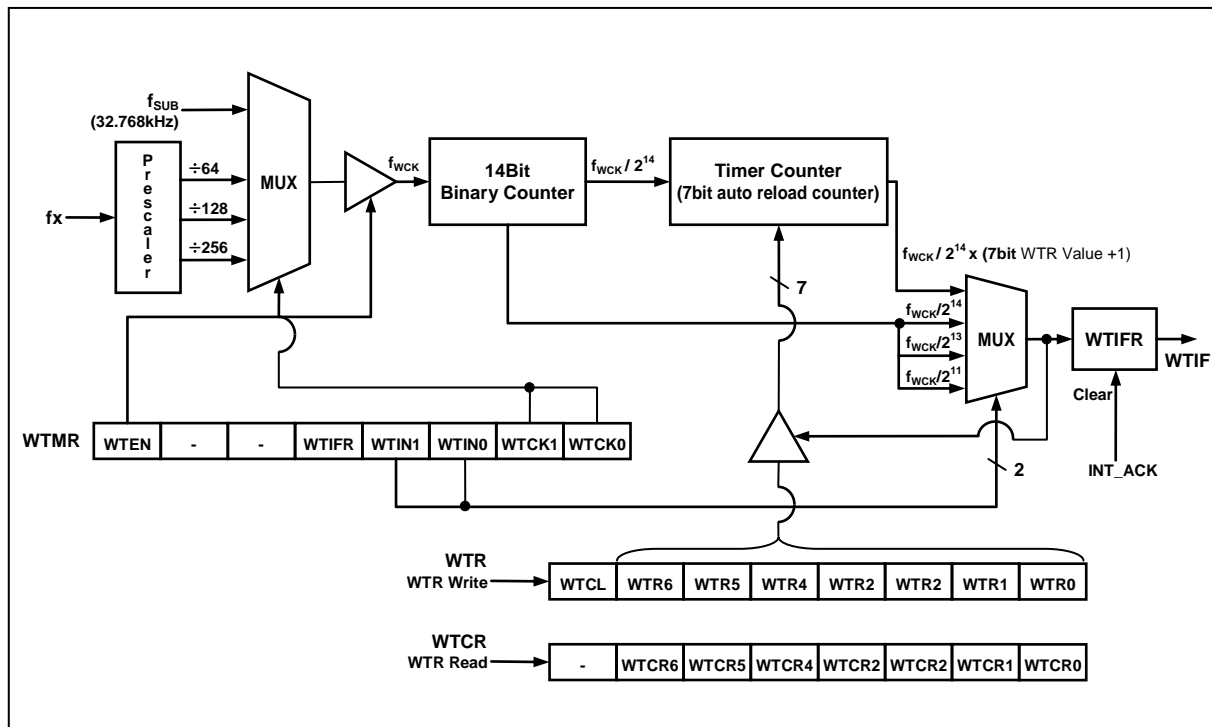 fSUB
(32.768kHz)
Prescaler
fx
÷64
÷128
÷256
MUX
fWCK
14Bit
Binary Counter
fWCK / 2^14
Timer Counter
(7bit auto reload counter)
fWCK / 2^14 x (7bit WTR Value +1)
7
fWCK/2^14
fWCK/2^13
fWCK/2^11
MUX
WTIFR
WTIF
Clear
INT_ACK
2
WTMR WTEN - - WTIFR WTIN1 WTIN0 WTCK1 WTCK0
WTR
WTR Write
WTCL WTR6 WTR5 WTR4 WTR2 WTR2 WTR1 WTR0
WTCR
WTR Read
- WTCR6 WTCR5 WTCR4 WTCR2 WTCR2 WTCR1 WTCR0